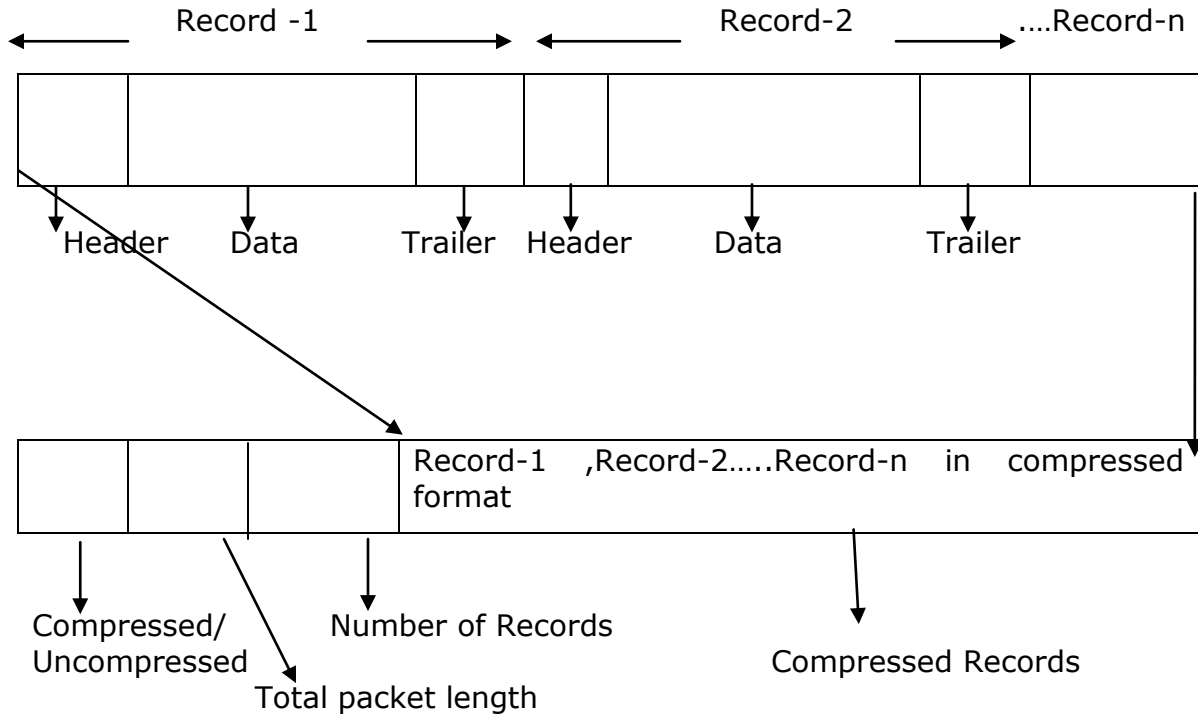 Record -1 Record-2 .…Record-n
Header Data Trailer Header Data Trailer
Record-1 ,Record-2…..Record-n in compressed
format
Compressed/
Uncompressed
Number of Records
Compressed Records
Total packet length